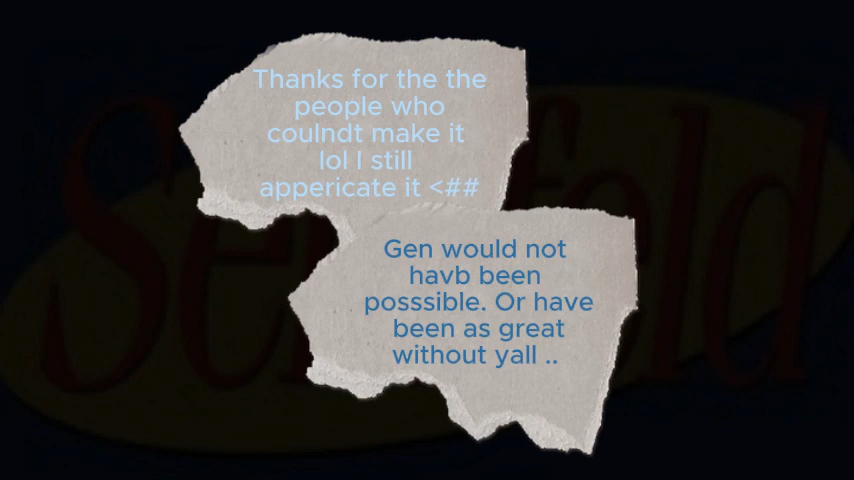 Seinfeld
Thanks for the the
people who
coulndt make it
lol I still
appericate it <##
Gen would not
havb been
posssible. Or have
been as great
without yall ..